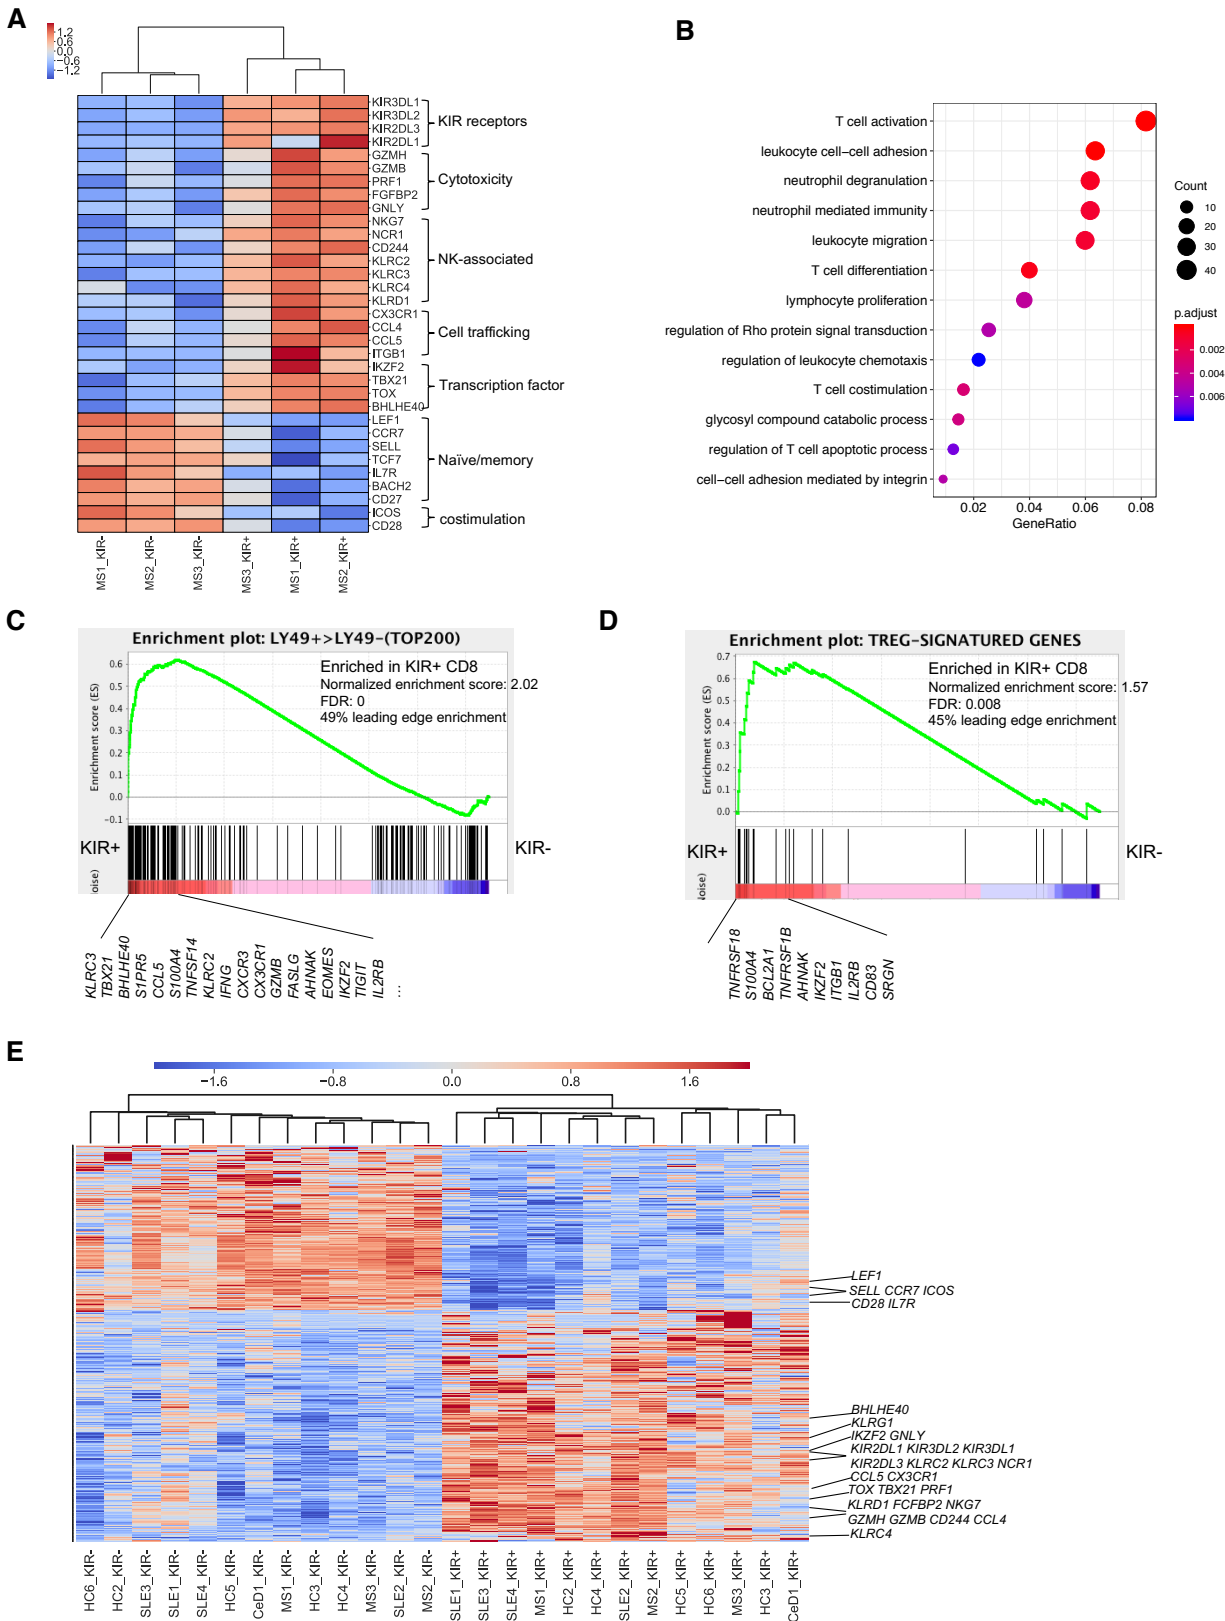 A
1.2
0.6
0.0
−0.6
−1.2
KIR3DL1
KIR3DL2
KIR2DL3
KIR2DL1
GZMH
GZMB
PRF1
FGFBP2
GNLY
NKG7
NCR1
CD244
KLRC2
KLRC3
KLRC4
KLRD1
CX3CR1
CCL4
CCL5
ITGB1
IKZF2
TBX21
TOX
BHLHE40
LEF1
CCR7
SELL
TCF7
IL7R
BACH2
CD27
ICOS
CD28
KIR receptors
Cytotoxicity
NK-associated
Cell trafficking
Transcription factor
Naïve/memory
costimulation
MS1_KIR-
MS2_KIR-
MS3_KIR-
MS3_KIR+
MS1_KIR+
MS2_KIR+
B
T cell activation
leukocyte cell−cell adhesion
neutrophil degranulation
neutrophil mediated immunity
leukocyte migration
T cell differentiation
lymphocyte proliferation
regulation of Rho protein signal transduction
regulation of leukocyte chemotaxis
T cell costimulation
glycosyl compound catabolic process
regulation of T cell apoptotic process
cell−cell adhesion mediated by integrin
0.02 0.04 0.06 0.08
GeneRatio
Count
10
20
30
40
p.adjust
0.002
0.004
0.006
C
Enrichment plot: LY49+>LY49-(TOP200)
Enriched in KIR+ CD8
Normalized enrichment score: 2.02
FDR: 0
49% leading edge enrichment
Enrichment score (ES)
0.6
0.5
0.4
0.3
0.2
0.1
0.0
-0.1
KIR+
KIR-
oise)
KLRC3
TBX21
BHLHE40
S1PR5
CCL5
S100A4
TNFSF14
KLRC2
IFNG
CXCR3
CX3CR1
GZMB
FASLG
AHNAK
EOMES
IKZF2
TIGIT
IL2RB
...
D
Enrichment plot: TREG-SIGNATURED GENES
Enriched in KIR+ CD8
Normalized enrichment score: 1.57
FDR: 0.008
45% leading edge enrichment
Enrichment score (ES)
0.7
0.6
0.5
0.4
0.3
0.2
0.1
0.0
KIR+
KIR-
loise)
TNFRSF18
S100A4
BCL2A1
TNFRSF1B
AHNAK
IKZF2
ITGB1
IL2RB
CD83
SRGN
E
−1.6 −0.8 0.0 0.8 1.6
LEF1
SELL CCR7 ICOS
CD28 IL7R
BHLHE40
KLRG1
IKZF2 GNLY
KIR2DL1 KIR3DL2 KIR3DL1
KIR2DL3 KLRC2 KLRC3 NCR1
CCL5 CX3CR1
TOX TBX21 PRF1
KLRD1 FCFBP2 NKG7
GZMH GZMB CD244 CCL4
KLRC4
HC6_KIR-
HC2_KIR-
SLE3_KIR-
SLE1_KIR-
SLE4_KIR-
HC5_KIR-
CeD1_KIR-
MS1_KIR-
HC3_KIR-
HC4_KIR-
MS3_KIR-
SLE2_KIR-
MS2_KIR-
SLE1_KIR+
SLE3_KIR+
SLE4_KIR+
MS1_KIR+
HC2_KIR+
HC4_KIR+
SLE2_KIR+
MS2_KIR+
HC5_KIR+
HC6_KIR+
MS3_KIR+
HC3_KIR+
CeD1_KIR+